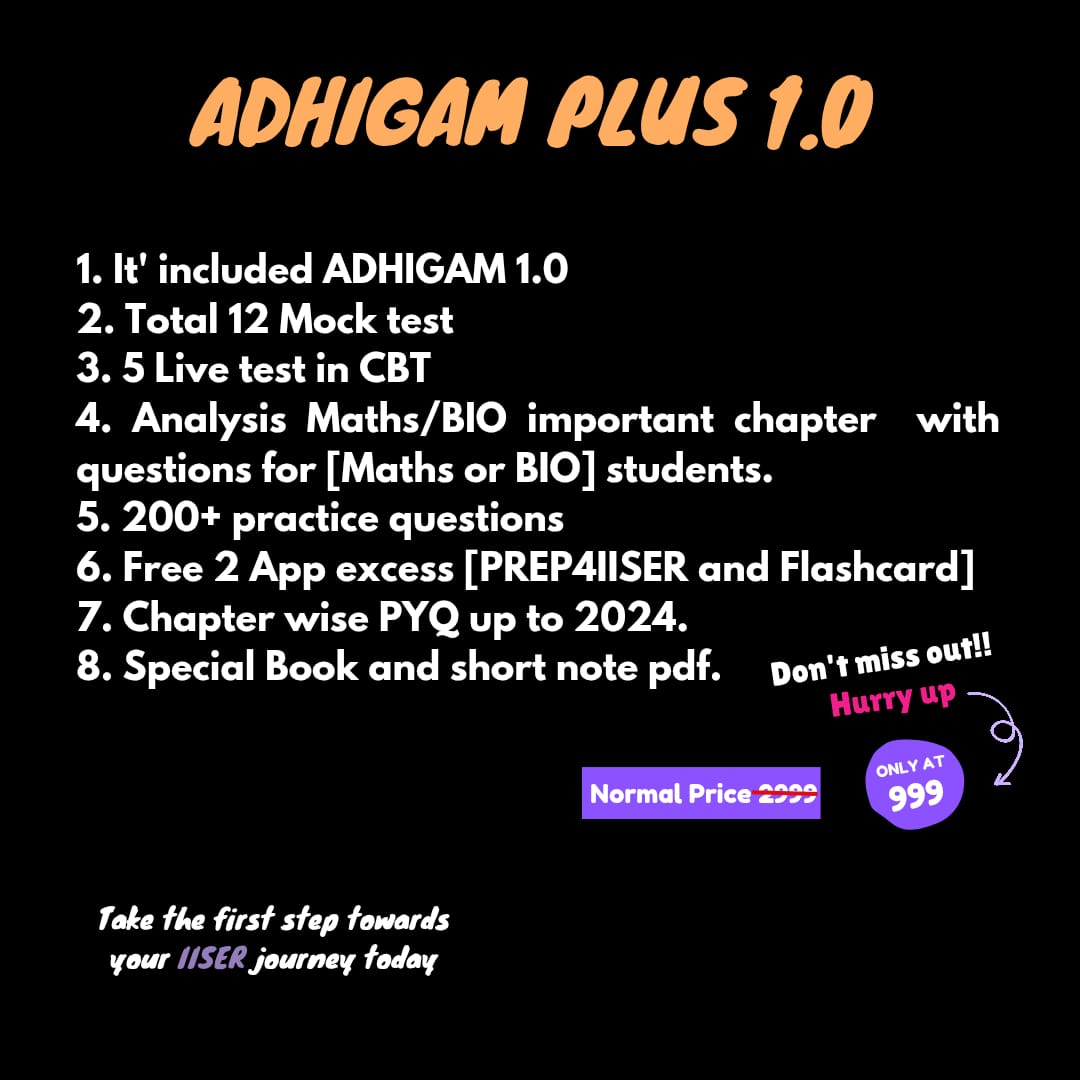 ADHIGAM PLUS 1.0
1. It' included ADHIGAM 1.0
2. Total 12 Mock test
3. 5 Live test in CBT
4. Analysis Maths/BIO important chapter with
questions for [Maths or BIO] students.
5. 200+ practice questions
6. Free 2 App excess [PREP4IISER and Flashcard]
7. Chapter wise PYQ up to 2024.
8. Special Book and short note pdf.
Don't miss out!!
Hurry up
Normal Price 2999
ONLY AT
999
Take the first step towards
your IISER journey today